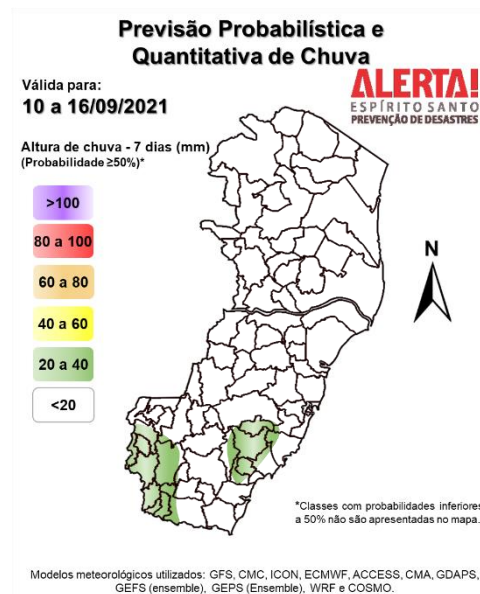 Previsão Probabilística e
Quantitativa de Chuva
Válida para:
10 a 16/09/2021
ALERTA!
ESPÍRITO SANTO
PREVENÇÃO DE DESASTRES
Altura de chuva - 7 dias (mm)
(Probabilidade ≥50%)*
>100
80 a 100
60 a 80
40 a 60
20 a 40
<20
N
*Classes com probabilidades inferiores
a 50% não são apresentadas no mapa.
Modelos meteorológicos utilizados: GFS, CMC, ICON, ECMWF, ACCESS, CMA, GDAPS,
GEFS (ensemble), GEPS (Ensemble), WRF e COSMO.